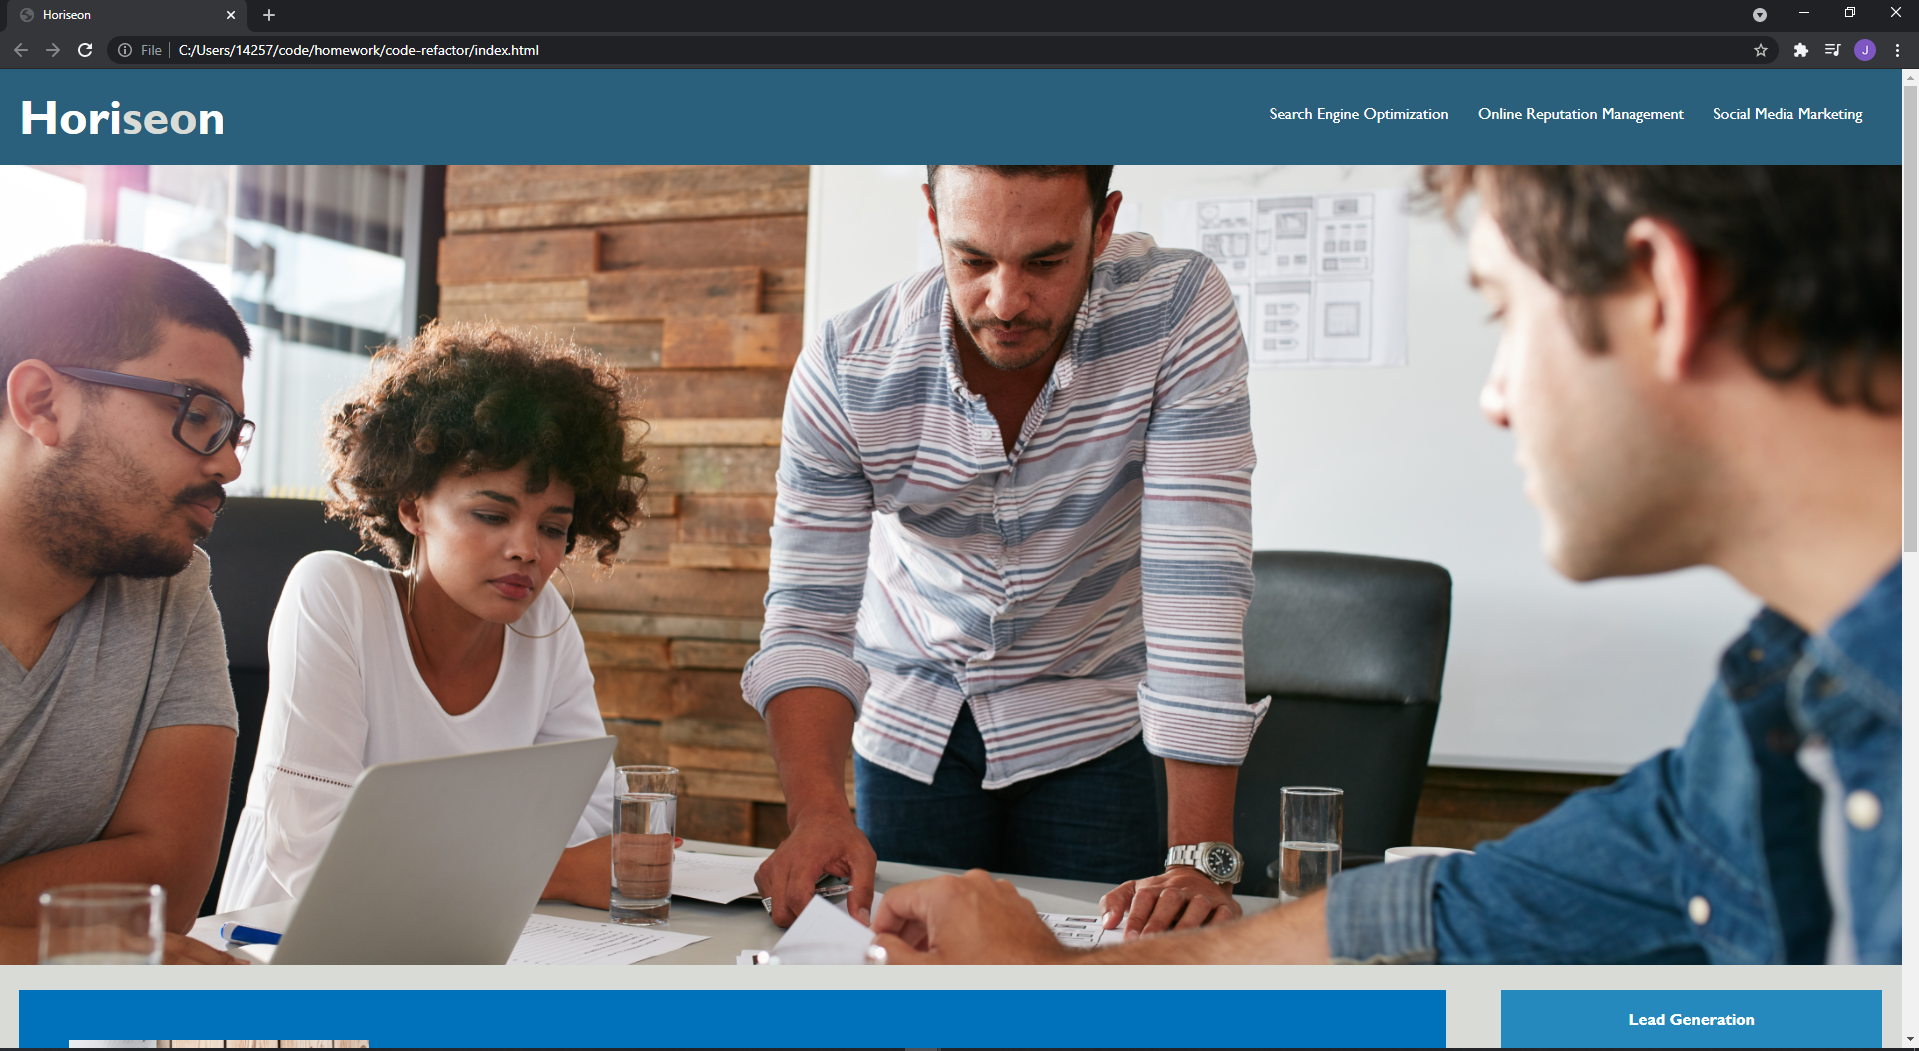 Horiseon
File
C:/Users/14257/code/homework/code-refactor/index.html
J
Horiseon
Search Engine Optimization
Online Reputation Management
Social Media Marketing
Lead Generation